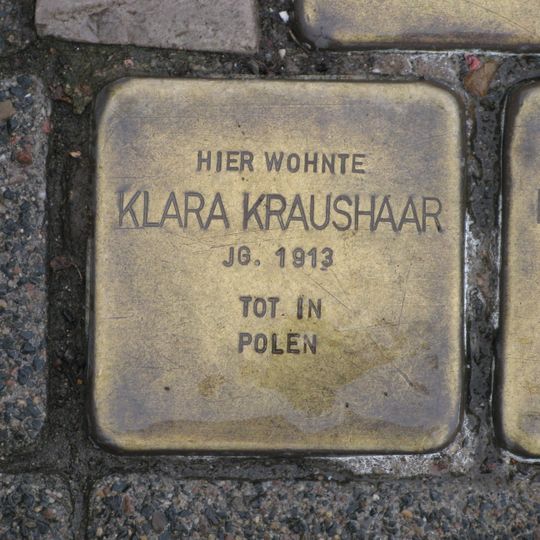 HIER WOHNTE
KLARA KRAUSHAAR
JG. 1913
TOT IN
POLEN